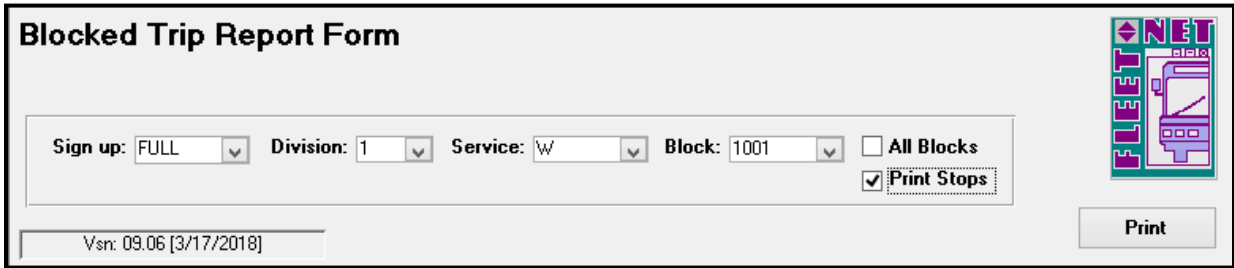 Blocked Trip Report Form
FLEET NET
Sign up: FULL Division: 1 Service: W Block: 1001 All Blocks
Print Stops
Print
Vsn: 09.06 [3/17/2018]